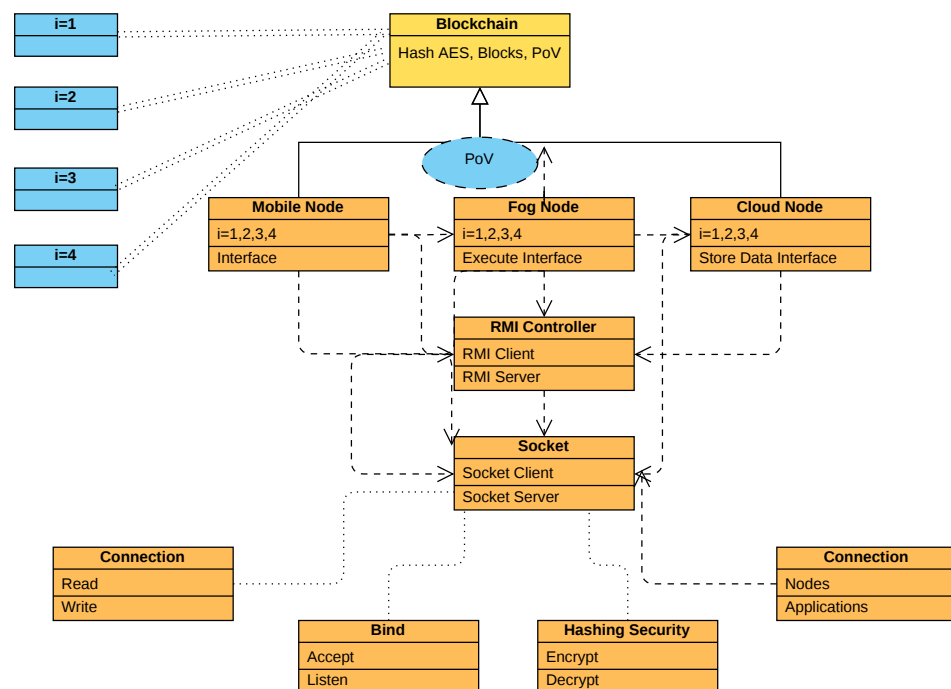 i=1
Blockchain
Hash AES, Blocks, PoV
i=2
i=3
i=4
PoV
Mobile Node
i=1,2,3,4
Interface
Fog Node
i=1,2,3,4
Execute Interface
Cloud Node
i=1,2,3,4
Store Data Interface
RMI Controller
RMI Client
RMI Server
Socket
Socket Client
Socket Server
Connection
Read
Write
Connection
Nodes
Applications
Bind
Accept
Listen
Hashing Security
Encrypt
Decrypt